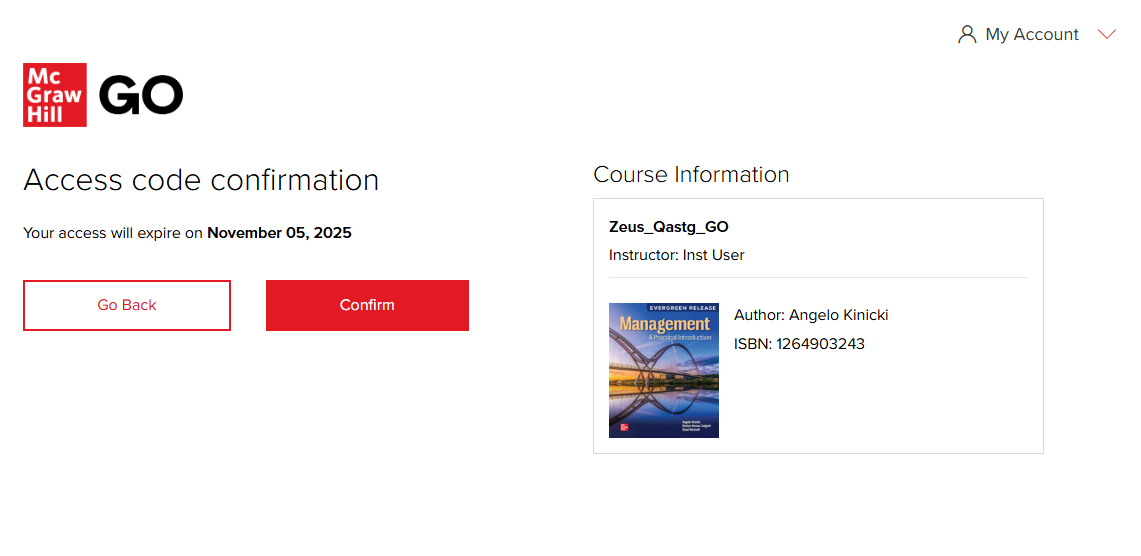 My Account
Mc
Graw
Hill
GO
Access code confirmation
Your access will expire on November 05, 2025
Go Back
Confirm
Course Information
Zeus_Qastg_GO
Instructor: Inst User
EVERGREEN RELEASE
Management
A Practical Introduction
Author: Angelo Kinicki
ISBN: 1264903243